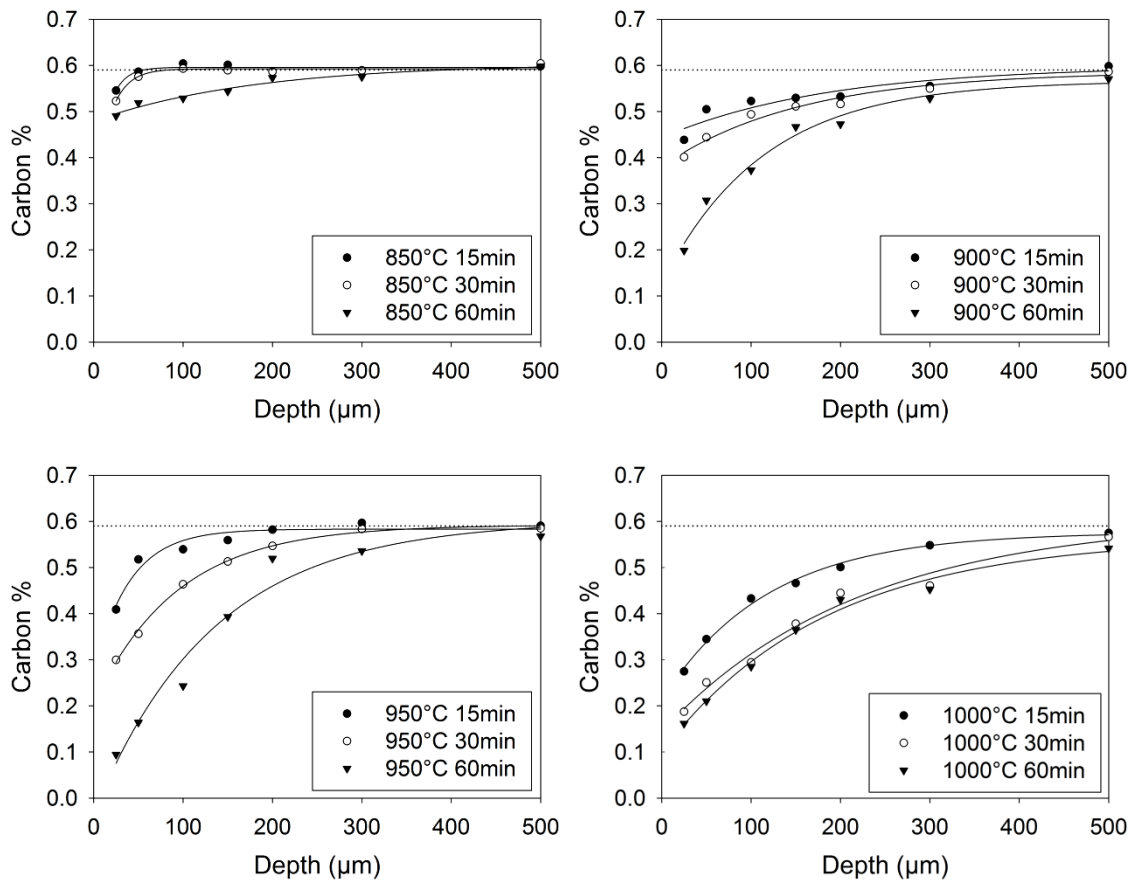 0.7
0.6
0.5
0.4
0.3
0.2
0.1
0.0
Carbon %
850°C 15min
850°C 30min
850°C 60min
0 100 200 300 400 500
Depth (µm)
0.7
0.6
0.5
0.4
0.3
0.2
0.1
0.0
Carbon %
900°C 15min
900°C 30min
900°C 60min
0 100 200 300 400 500
Depth (µm)
0.7
0.6
0.5
0.4
0.3
0.2
0.1
0.0
Carbon %
950°C 15min
950°C 30min
950°C 60min
0 100 200 300 400 500
Depth (µm)
0.7
0.6
0.5
0.4
0.3
0.2
0.1
0.0
Carbon %
1000°C 15min
1000°C 30min
1000°C 60min
0 100 200 300 400 500
Depth (µm)